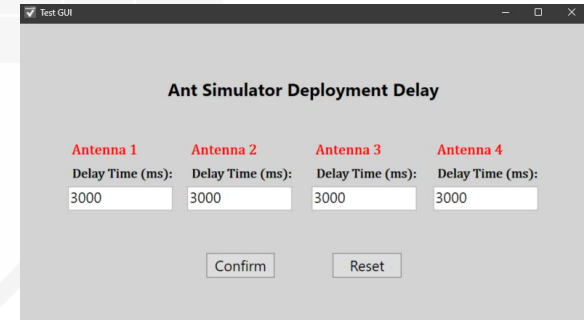 Test GUI
Ant Simulator Deployment Delay
Antenna 1 Antenna 2 Antenna 3 Antenna 4
Delay Time (ms): Delay Time (ms): Delay Time (ms): Delay Time (ms):
3000 3000 3000 3000
Confirm Reset